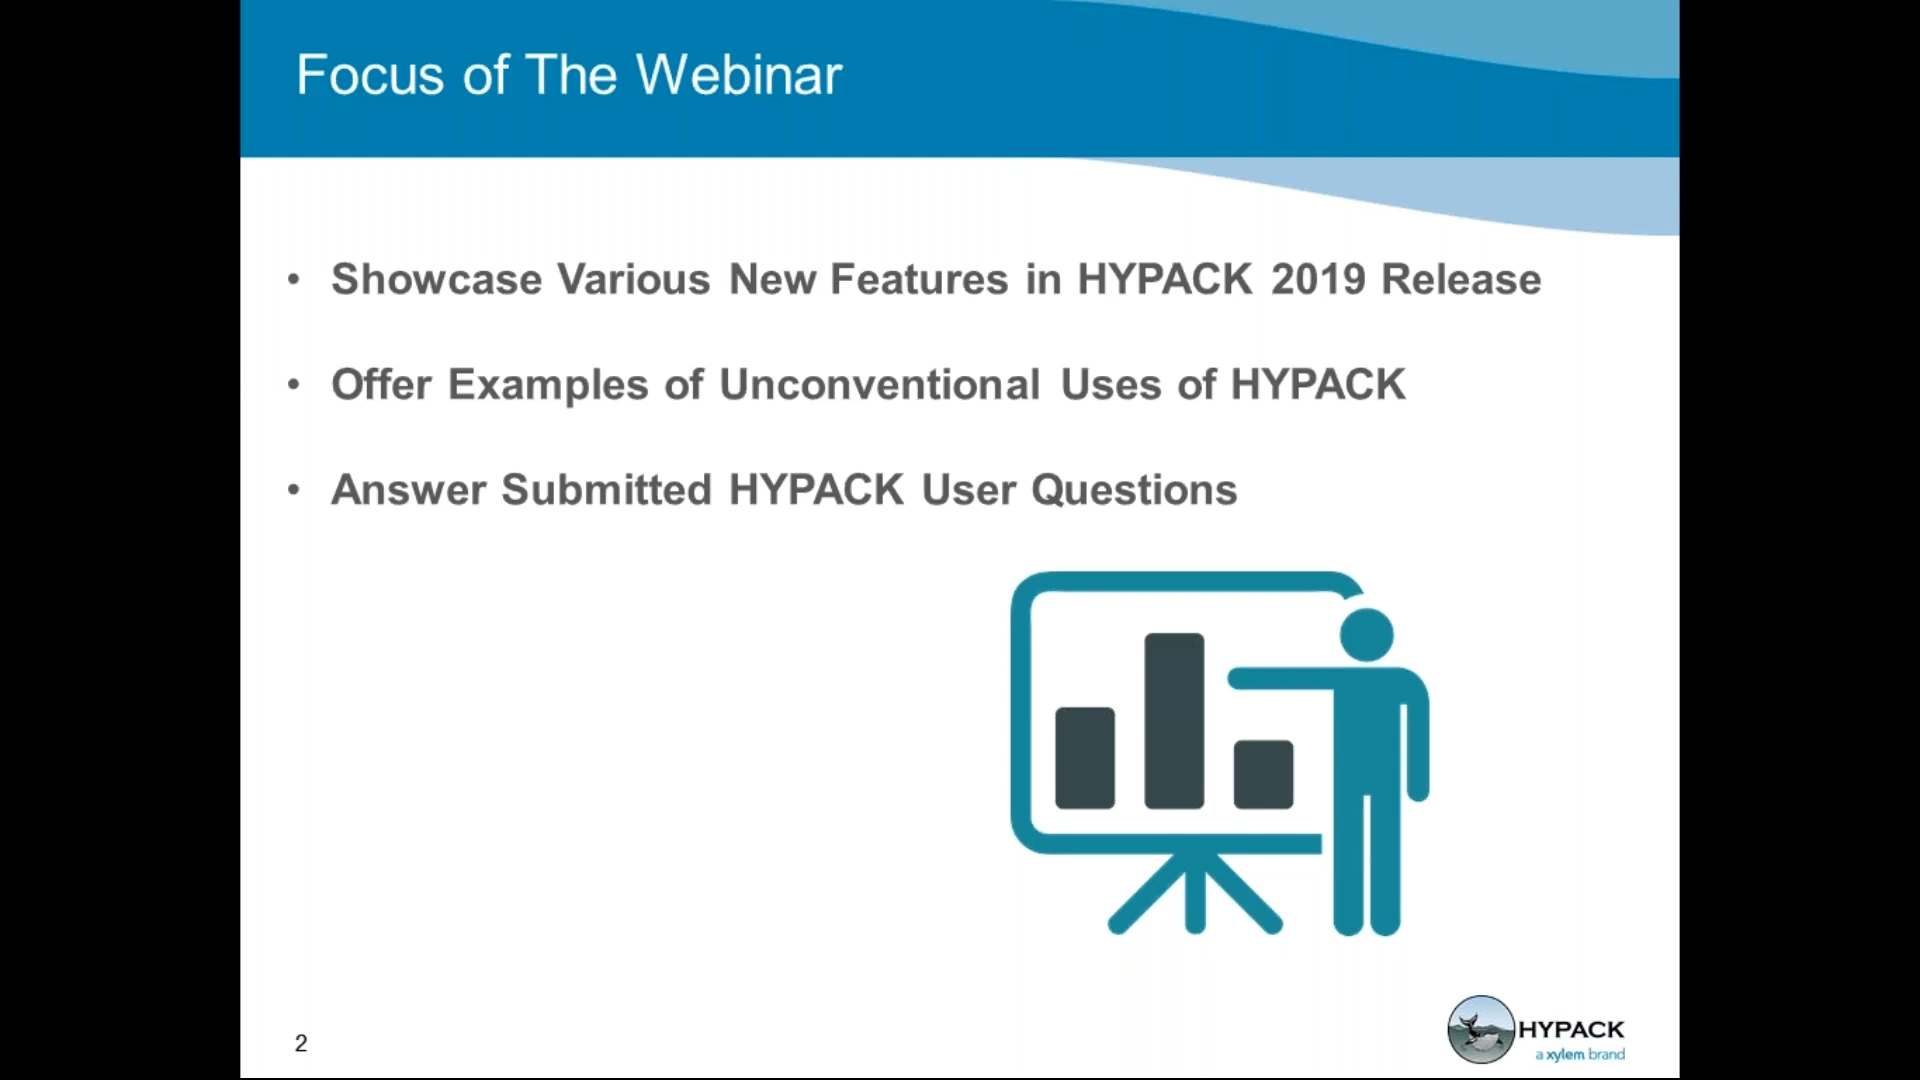 Focus of The Webinar
• Showcase Various New Features in HYPACK 2019 Release
• Offer Examples of Unconventional Uses of HYPACK
• Answer Submitted HYPACK User Questions
2
HYPACK
a xylem brand